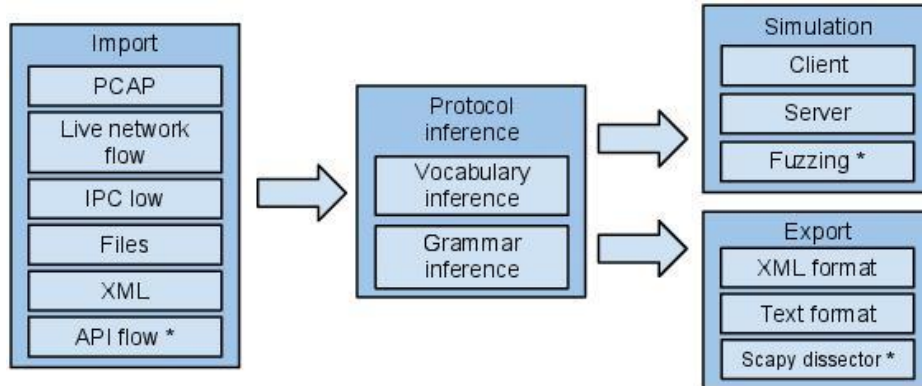 Import
PCAP
Live network
flow
IPC low
Files
XML
API flow *
Protocol
inference
Vocabulary
inference
Grammar
inference
Simulation
Client
Server
Fuzzing *
Export
XML format
Text format
Scapy dissector *